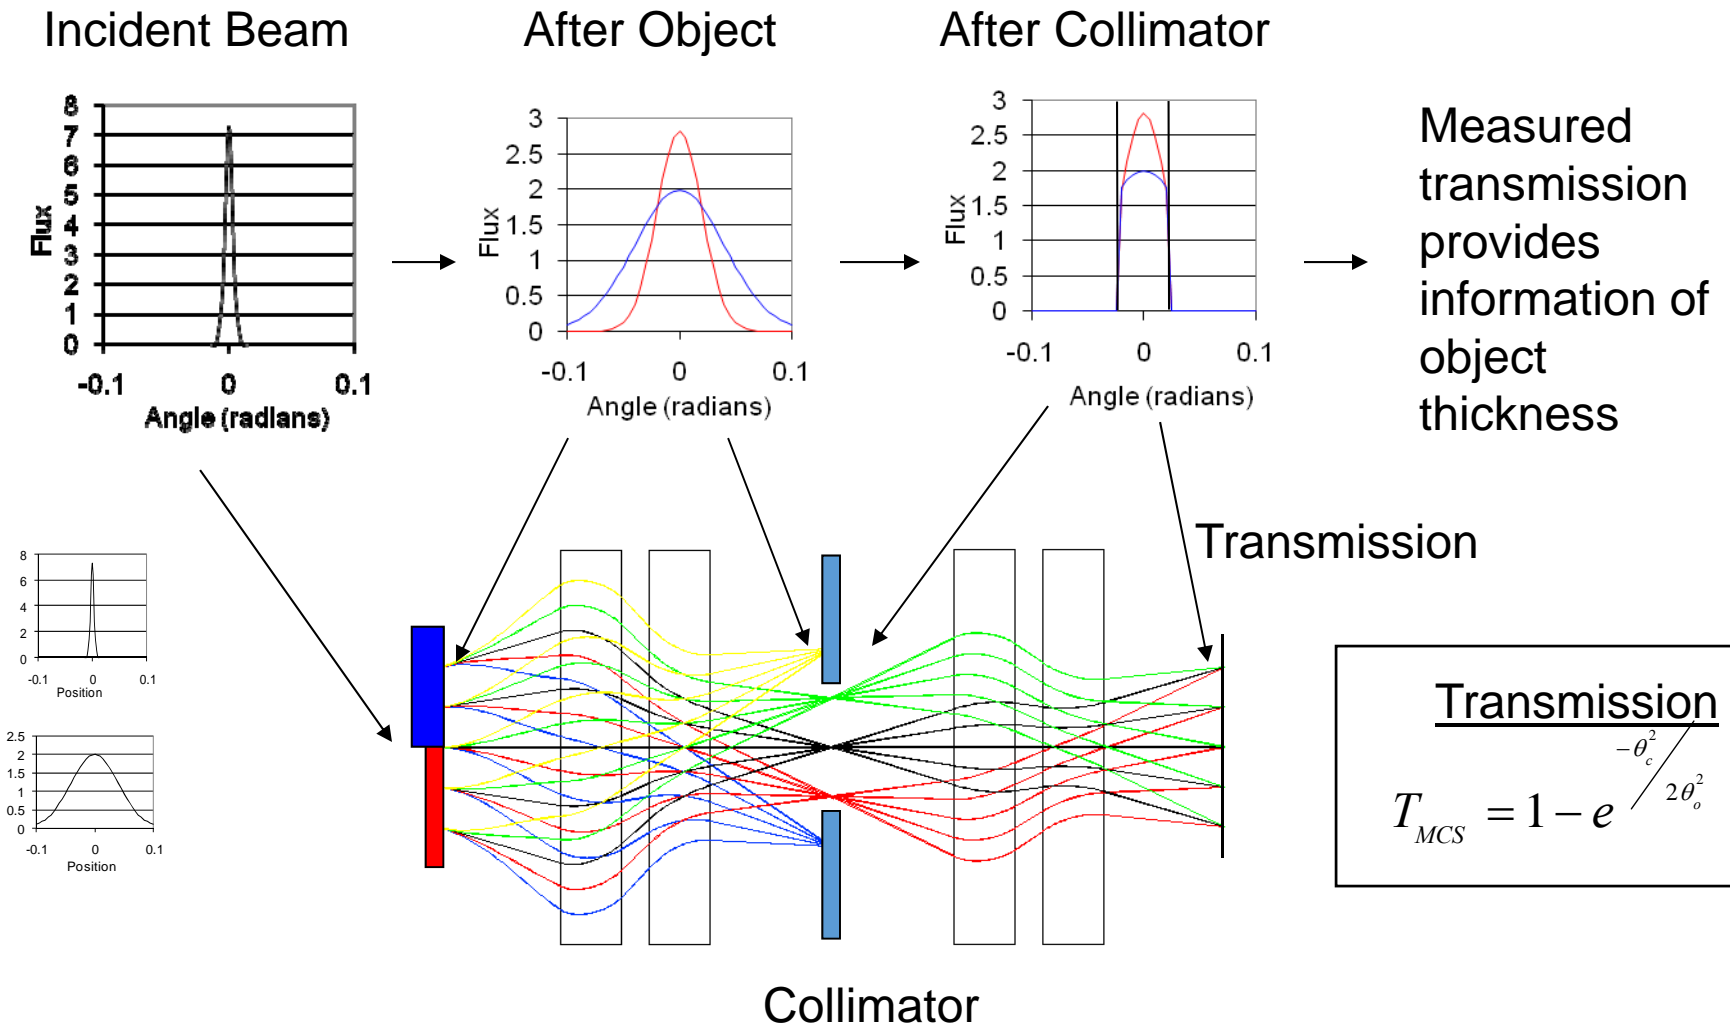 Incident Beam
After Object
After Collimator
8
7
6
5
4
3
2
1
0
Flux
-0.1
0
0.1
Angle (radians)
3
2.5
2
1.5
1
0.5
0
Flux
-0.1
0
0.1
Angle (radians)
3
2.5
2
1.5
1
0.5
0
Flux
-0.1
0
0.1
Angle (radians)
Measured
transmission
provides
information of
object
thickness
8
6
4
2
0
-0.1
0
0.1
Position
2.5
2
1.5
1
0.5
0
-0.1
0
0.1
Position
Transmission
Transmission
T_MCS = 1 − e^(−θ_c^2 / 2θ_o^2)
Collimator